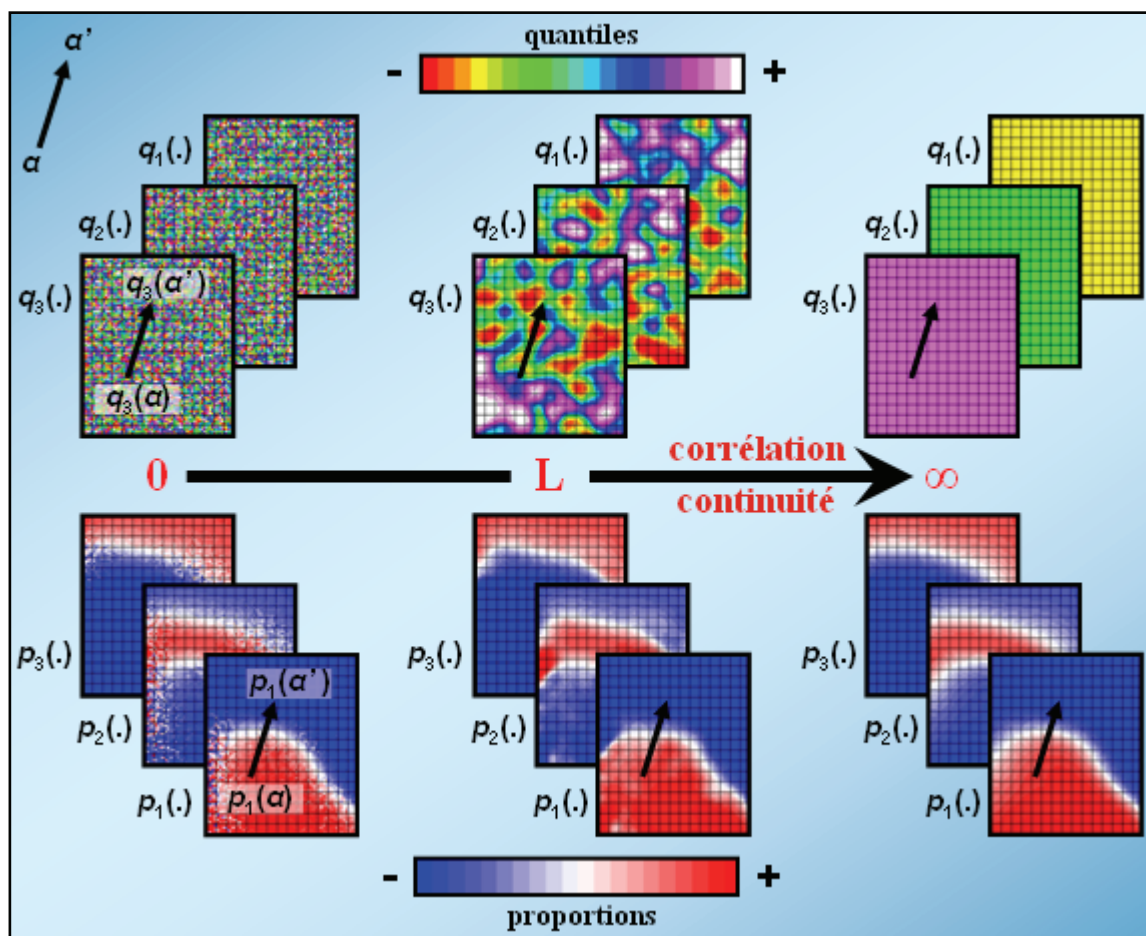 α’
α
quantiles
- +
q1(.)
q2(.)
q3(.)
q3(α’)
q3(α)
q1(.)
q2(.)
q3(.)
q1(.)
q2(.)
q3(.)
0 L ∞
corrélation
continuité
p3(.)
p2(.)
p1(.)
p1(α’)
p1(α)
p3(.)
p2(.)
p1(.)
p3(.)
p2(.)
p1(.)
- +
proportions